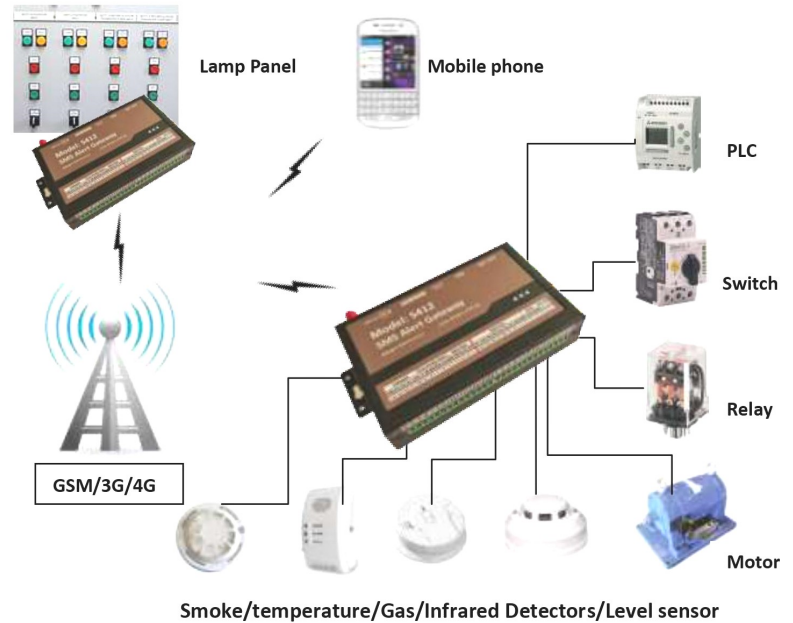 Lamp Panel
Mobile phone
Model: S412
SMS Alert Gateway
PLC
Switch
Model: S412
SMS Alert Gateway
Relay
GSM/3G/4G
Motor
Smoke/temperature/Gas/Infrared Detectors/Level sensor